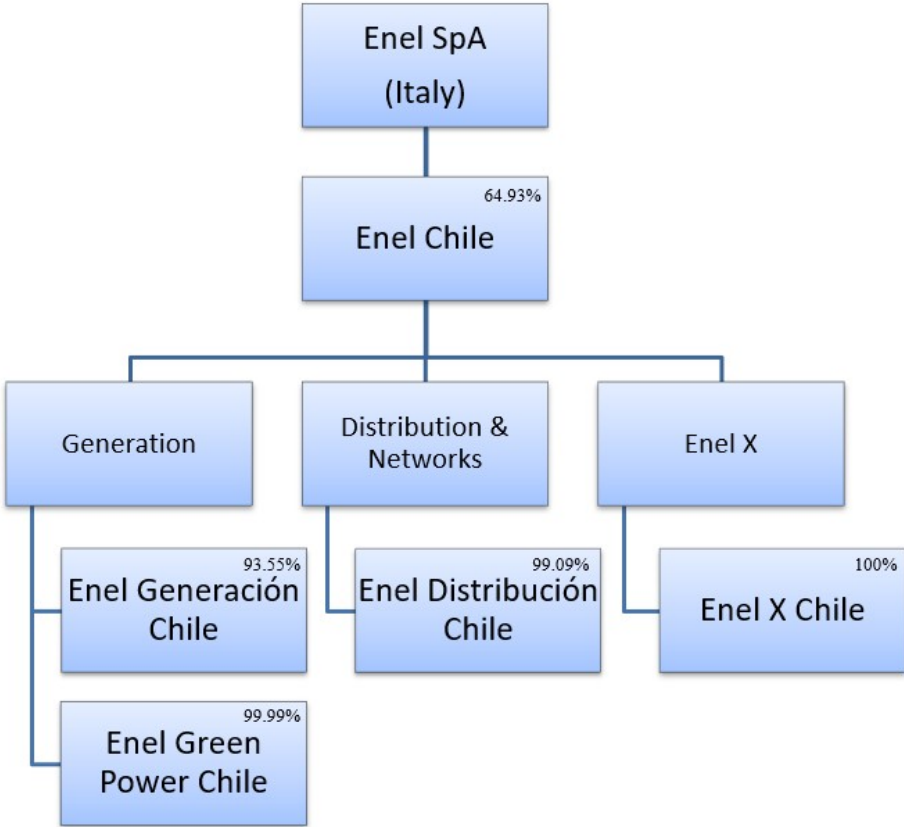 Enel SpA
(Italy)
64.93%
Enel Chile
Generation
Distribution &
Networks
Enel X
93.55%
Enel Generación
Chile
99.09%
Enel Distribución
Chile
100%
Enel X Chile
99.99%
Enel Green
Power Chile